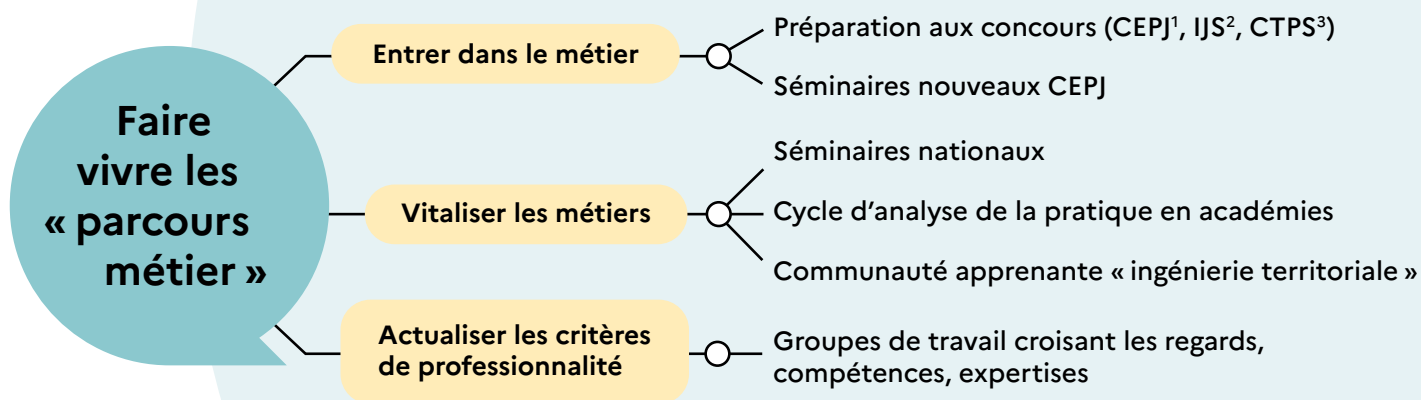 Faire
vivre les
« parcours
métier »
Entrer dans le métier
Préparation aux concours (CEPJ¹, IJS², CTPS³)
Séminaires nouveaux CEPJ
Vitaliser les métiers
Séminaires nationaux
Cycle d’analyse de la pratique en académies
Communauté apprenante « ingénierie territoriale »
Actualiser les critères
de professionnalité
Groupes de travail croisant les regards,
compétences, expertises